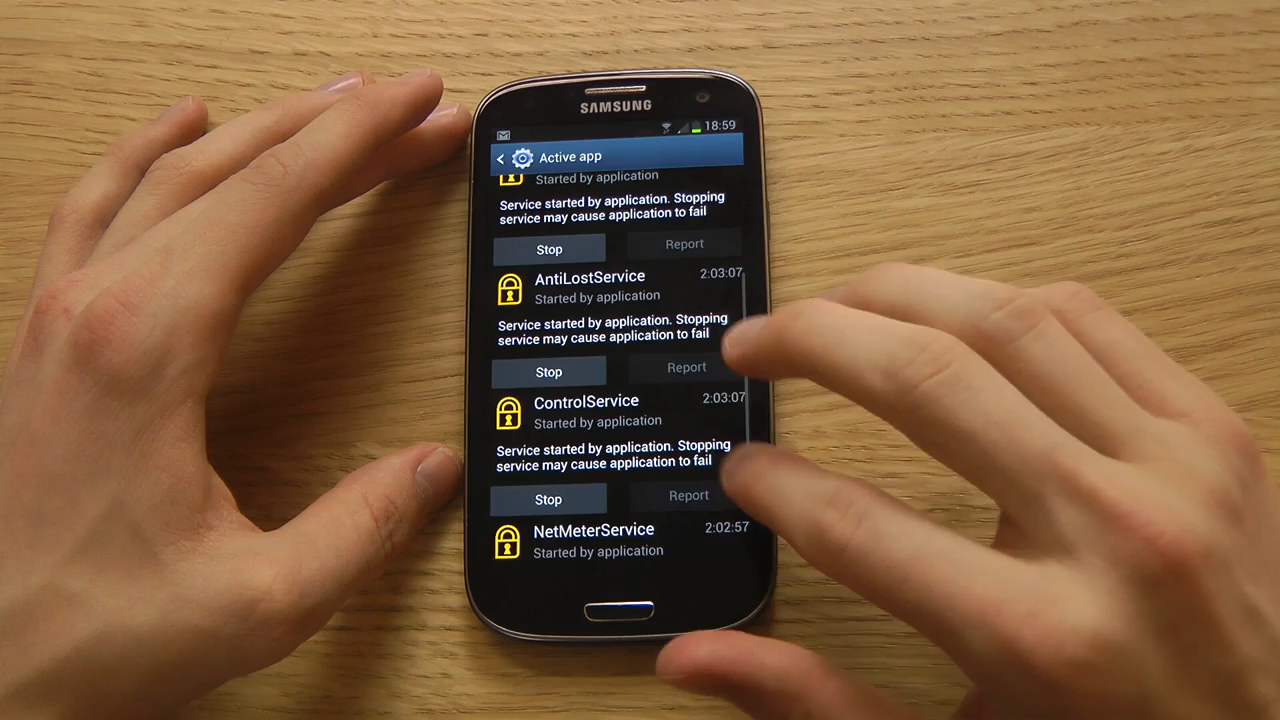 SAMSUNG
18:59
Active app
Started by application
Service started by application. Stopping
service may cause application to fail
Stop Report
AntiLostService 2:03:07
Started by application
Service started by application. Stopping
service may cause application to fail
Stop Report
ControlService 2:03:07
Started by application
Service started by application. Stopping
service may cause application to fail
Stop Report
NetMeterService 2:02:57
Started by application